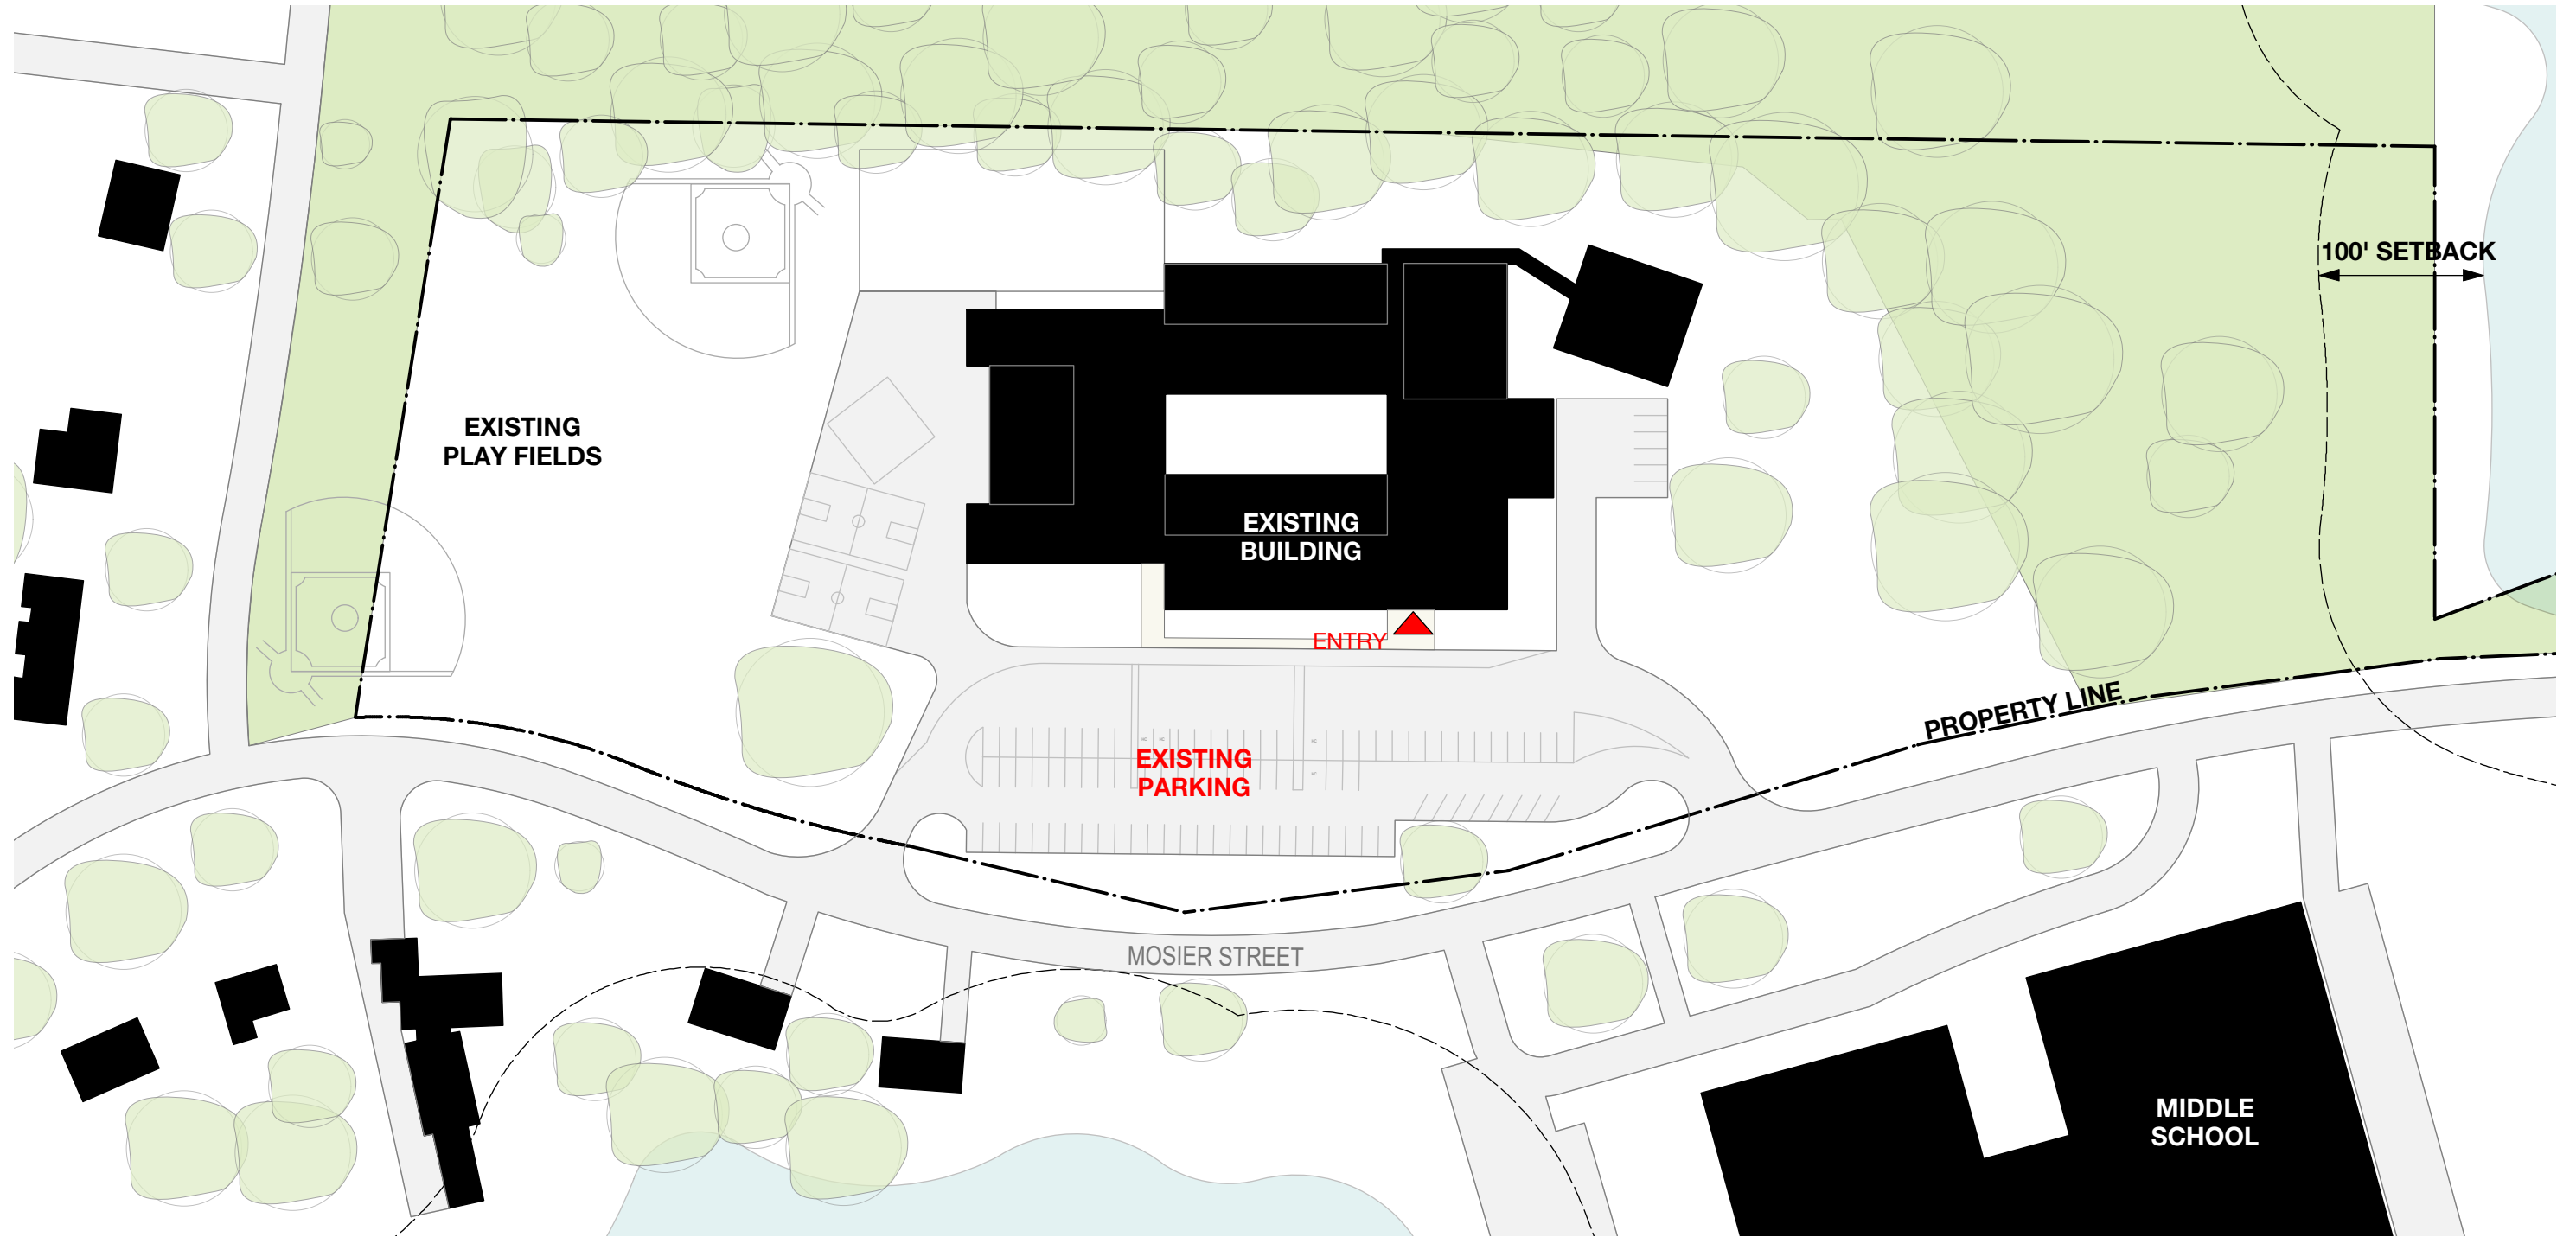 100' SETBACK
EXISTING
PLAY FIELDS
EXISTING
BUILDING
ENTRY
PROPERTY LINE
EXISTING
PARKING
MOSIER STREET
MIDDLE
SCHOOL